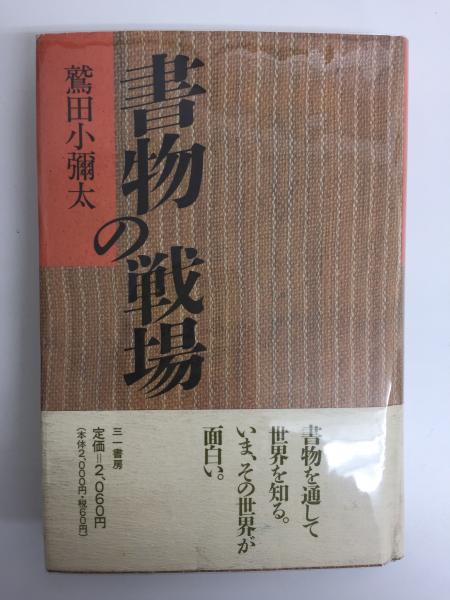 書物の戦場
鷲田小彌太
書物を通して
世界を知る。
いま、その世界が
面白い。
三一書房
定価=2,060円
(本体2,000円・税60円)